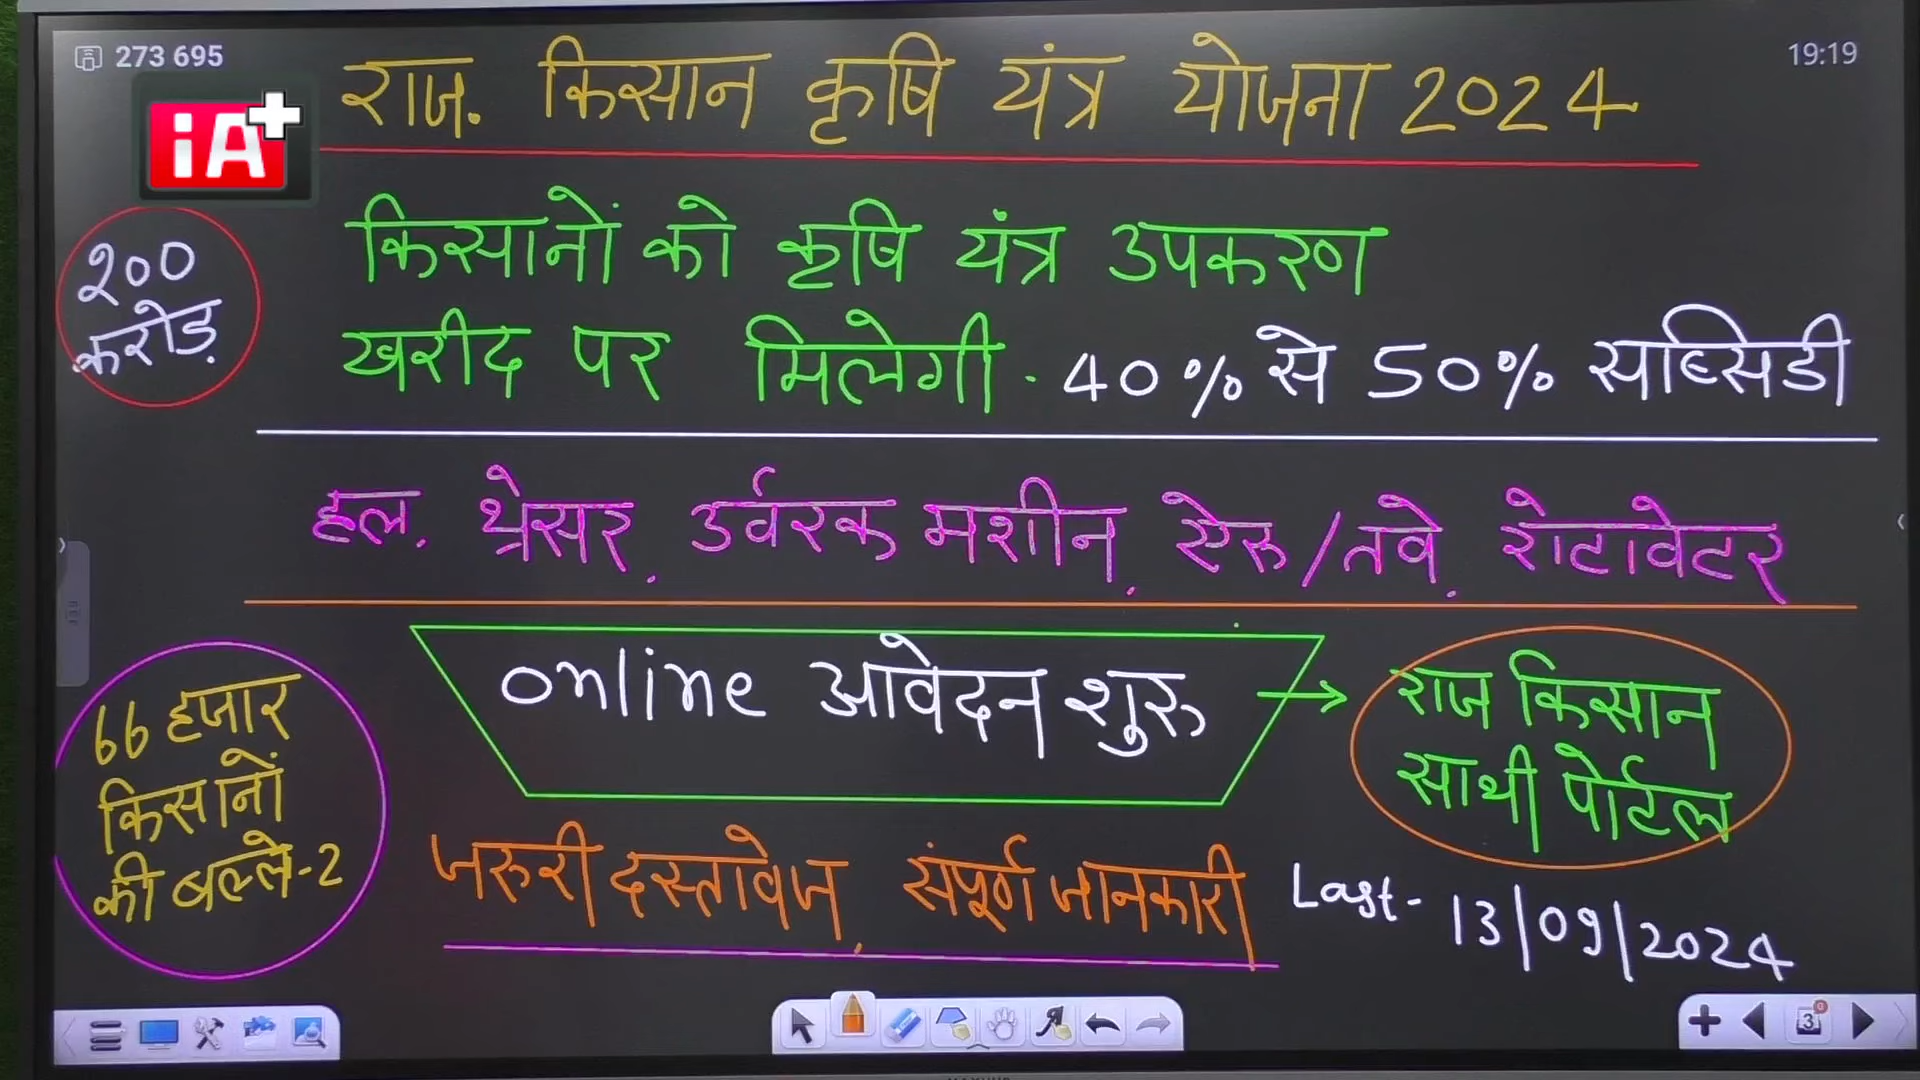 273 695
19:19
iA+
राज. किसान कृषि यंत्र योजना 2024
किसानों को कृषि यंत्र उपकरण
खरीद पर मिलेगी. 40% से 50% सब्सिडी
200
करोड़
हल, थ्रेसर, उर्वरक मशीन, सेरू/तवे, रोटावेटर
online आवेदन शुरू
राज किसान
साथी पोर्टल
66 हजार
किसानों
की बल्ले-2
जरूरी दस्तावेज, संपूर्ण जानकारी
Last- 13/09/2024
3